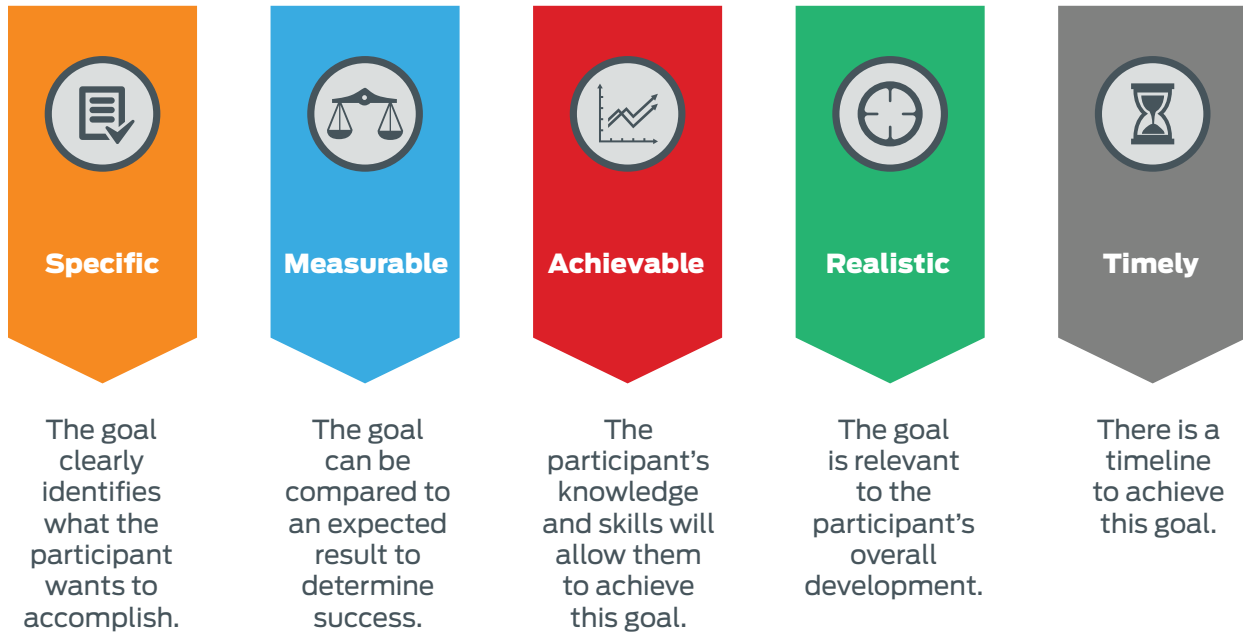 Specific
Measurable
Achievable
Realistic
Timely
The goal
clearly
identifies
what the
participant
wants to
accomplish.
The goal
can be
compared to
an expected
result to
determine
success.
The
participant’s
knowledge
and skills will
allow them
to achieve
this goal.
The goal
is relevant
to the
participant’s
overall
development.
There is a
timeline
to achieve
this goal.